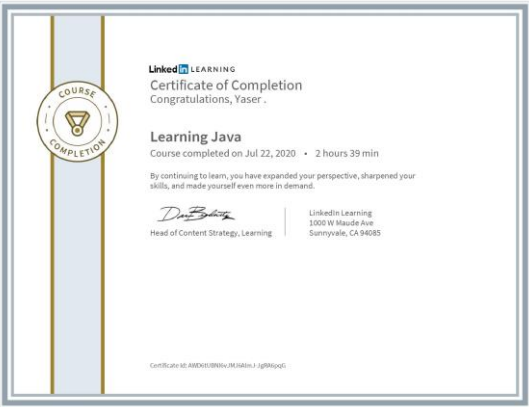 COURSE
COMPLETION
Linked in LEARNING
Certificate of Completion
Congratulations, Yaser .
Learning Java
Course completed on Jul 22, 2020 • 2 hours 39 min
By continuing to learn, you have expanded your perspective, sharpened your
skills, and made yourself even more in demand.
Head of Content Strategy, Learning
LinkedIn Learning
1000 W Maude Ave
Sunnyvale, CA 94085
Certificate Id: